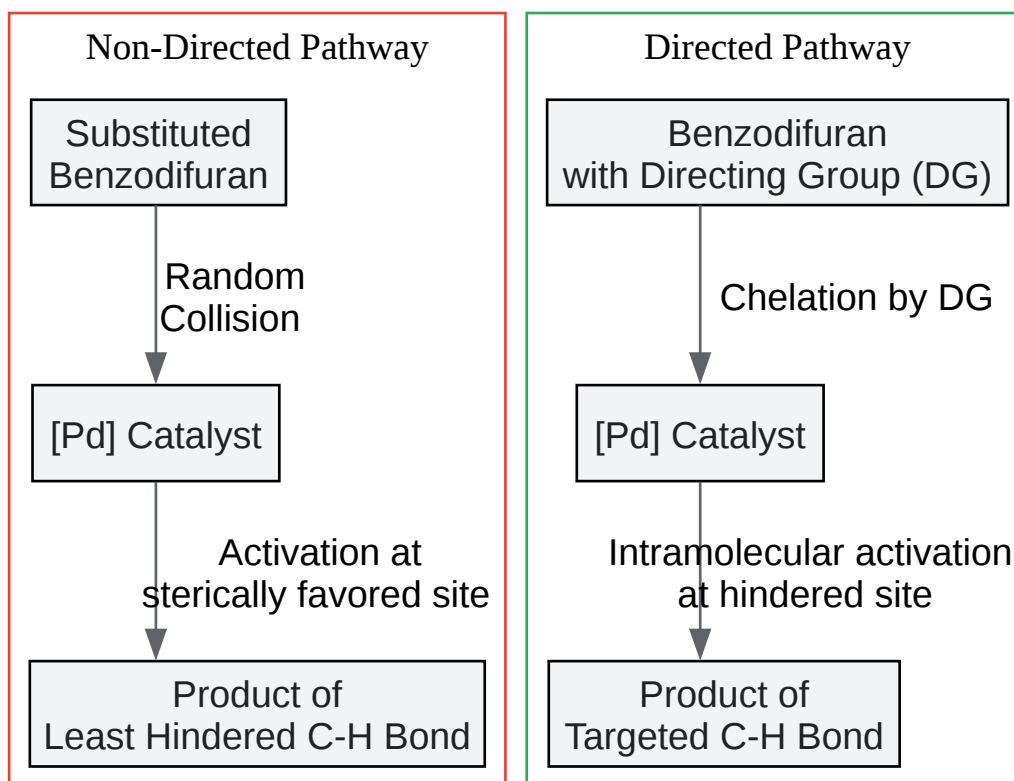 Non-Directed Pathway
Substituted
Benzodifuran
Random
Collision
[Pd] Catalyst
Activation at
sterically favored site
Product of
Least Hindered C-H Bond
Directed Pathway
Benzodifuran
with Directing Group (DG)
Chelation by DG
[Pd] Catalyst
Intramolecular activation
at hindered site
Product of
Targeted C-H Bond